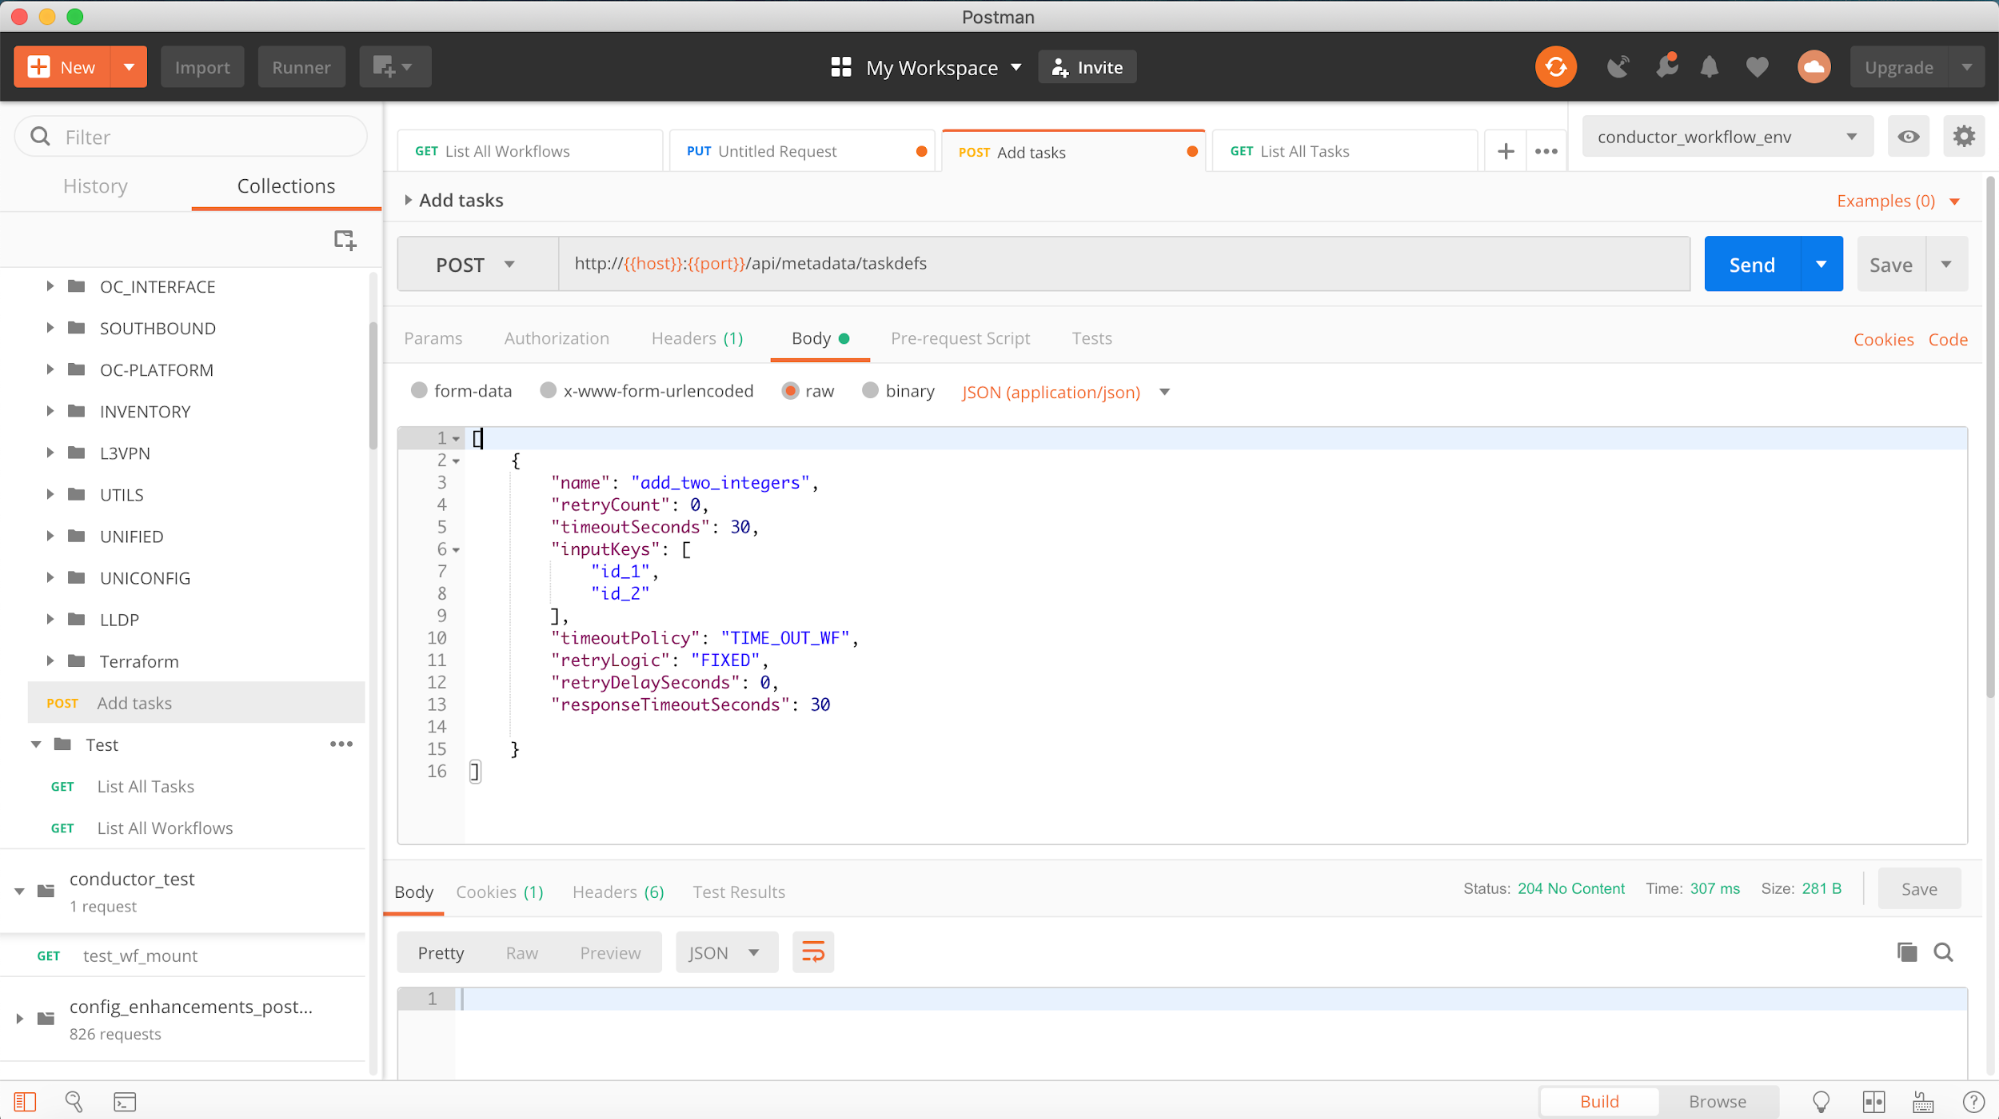 Postman
New
Import
Runner
My Workspace
Invite
Upgrade
Filter
History
Collections
OC_INTERFACE
SOUTHBOUND
OC-PLATFORM
INVENTORY
L3VPN
UTILS
UNIFIED
UNICONFIG
LLDP
Terraform
POST Add tasks
Test
GET List All Tasks
GET List All Workflows
conductor_test
1 request
GET test_wf_mount
config_enhancements_post...
826 requests
GET List All Workflows
PUT Untitled Request
POST Add tasks
GET List All Tasks
conductor_workflow_env
Add tasks
Examples (0)
POST
http://{{host}}:{{port}}/api/metadata/taskdefs
Send
Save
Params
Authorization
Headers (1)
Body
Pre-request Script
Tests
Cookies
Code
form-data
x-www-form-urlencoded
raw
binary
JSON (application/json)
1 [
2 {
3 "name": "add_two_integers",
4 "retryCount": 0,
5 "timeoutSeconds": 30,
6 "inputKeys": [
7 "id_1",
8 "id_2"
9 ],
10 "timeoutPolicy": "TIME_OUT_WF",
11 "retryLogic": "FIXED",
12 "retryDelaySeconds": 0,
13 "responseTimeoutSeconds": 30
14
15 }
16 ]
Body
Cookies (1)
Headers (6)
Test Results
Status: 204 No Content
Time: 307 ms
Size: 281 B
Save
Pretty
Raw
Preview
JSON
1
Build
Browse